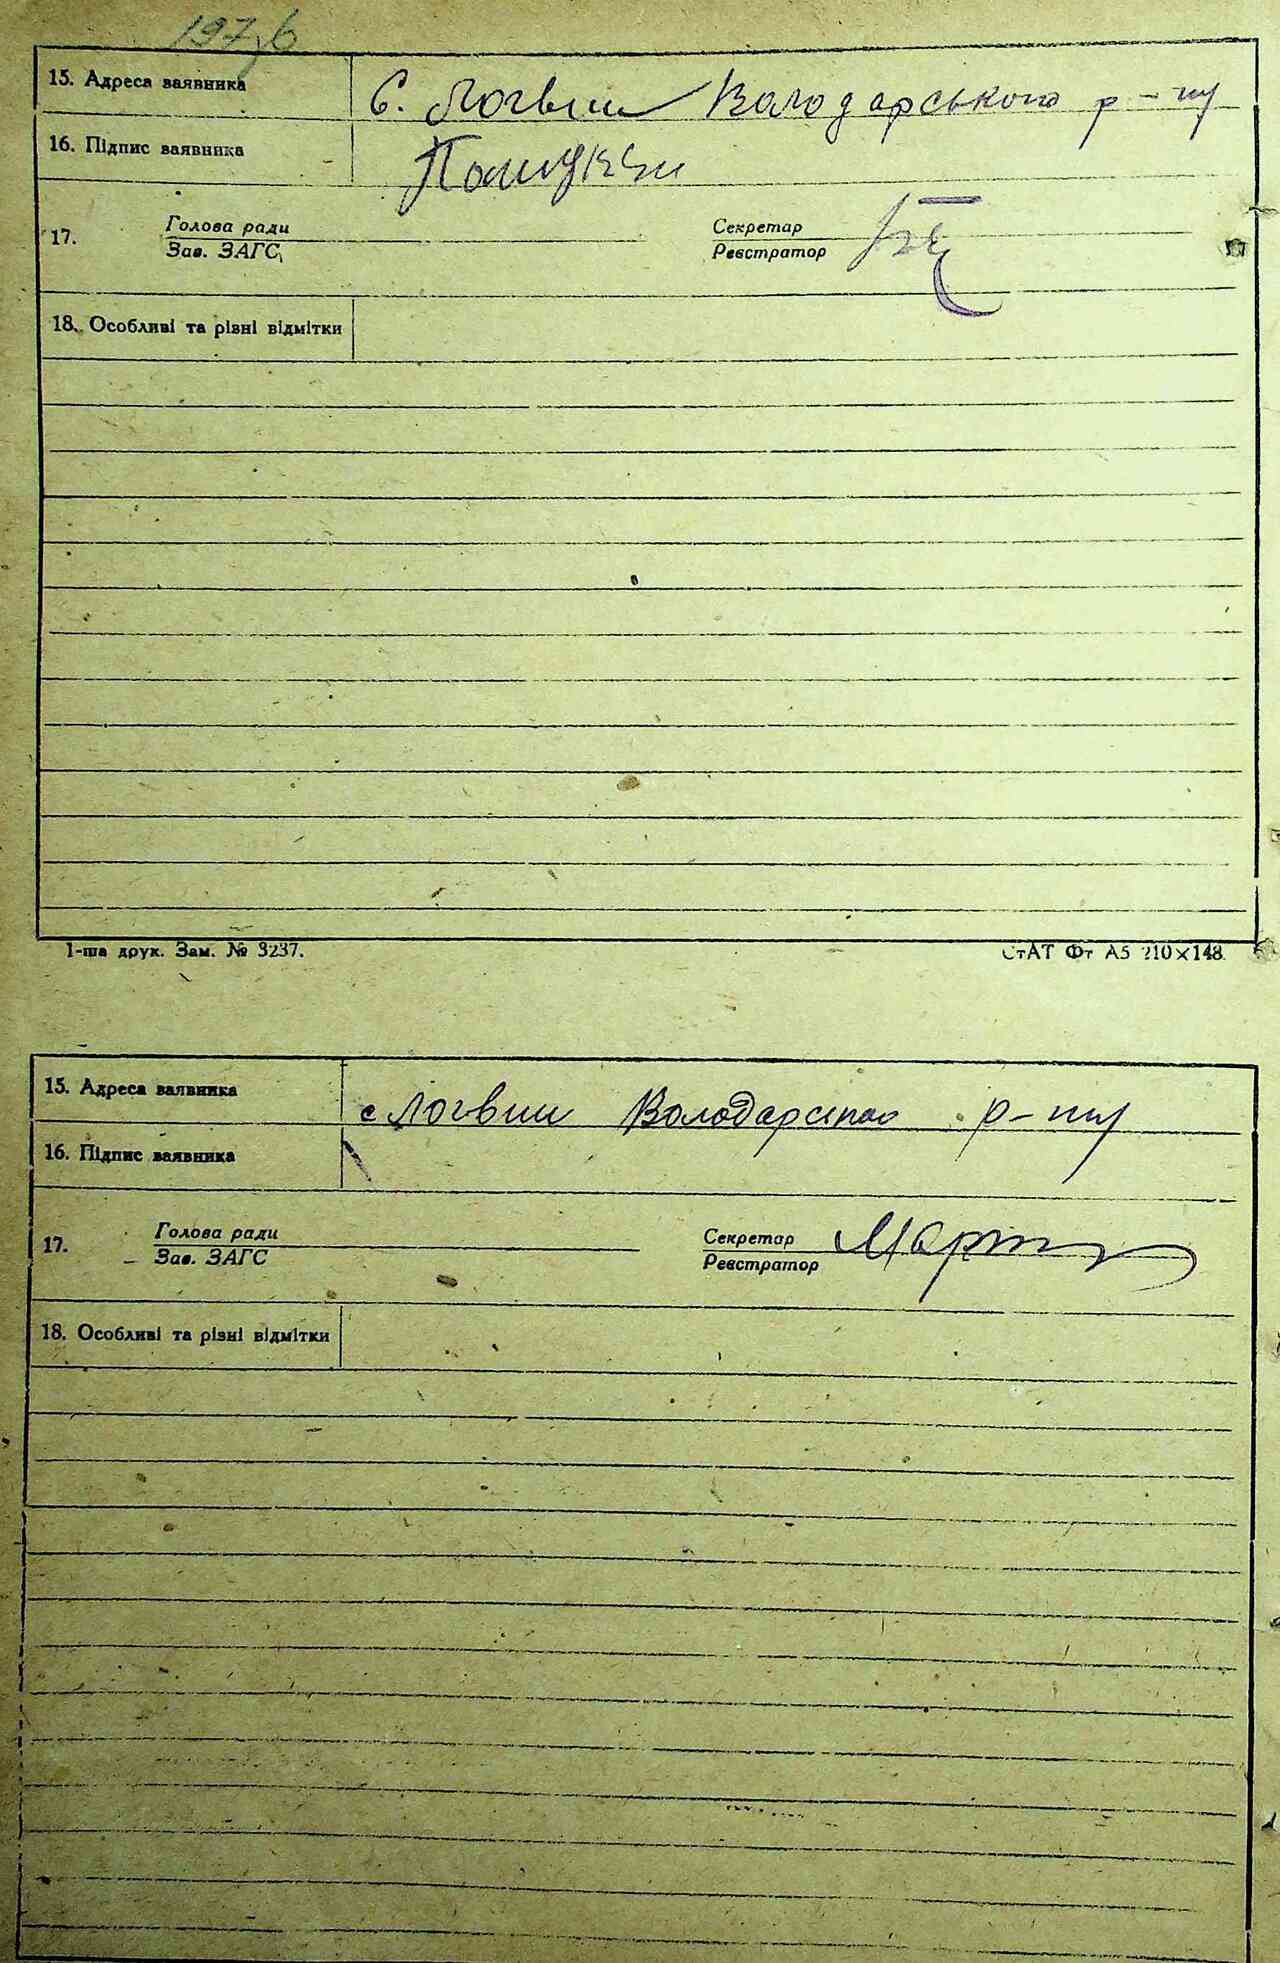 197
15. Адреса заявника С. Логвин Володарського р-ну
16. Підпис заявника
17. Голова ради Секретар
Зав. ЗАГС Реєстратор
18. Особливі та різні відмітки
1-ша друк. Зам. № 3237. СтАТ Фт А5 210×148
15. Адреса заявника с Логвин Володарського р-ну
16. Підпис заявника
17. Голова ради Секретар
Зав. ЗАГС Реєстратор
18. Особливі та різні відмітки